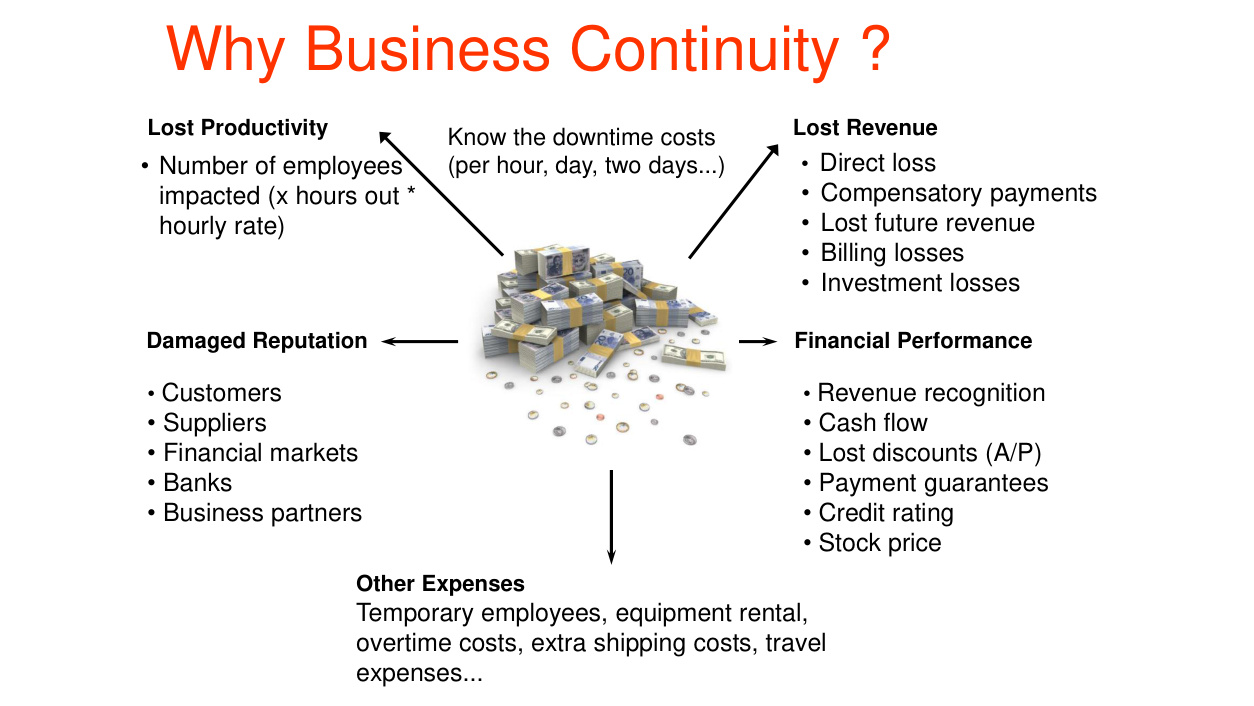 Why Business Continuity ?
Lost Productivity
• Number of employees
impacted (x hours out *
hourly rate)
Know the downtime costs
(per hour, day, two days...)
Lost Revenue
• Direct loss
• Compensatory payments
• Lost future revenue
• Billing losses
• Investment losses
Damaged Reputation
• Customers
• Suppliers
• Financial markets
• Banks
• Business partners
Financial Performance
• Revenue recognition
• Cash flow
• Lost discounts (A/P)
• Payment guarantees
• Credit rating
• Stock price
Other Expenses
Temporary employees, equipment rental,
overtime costs, extra shipping costs, travel
expenses...